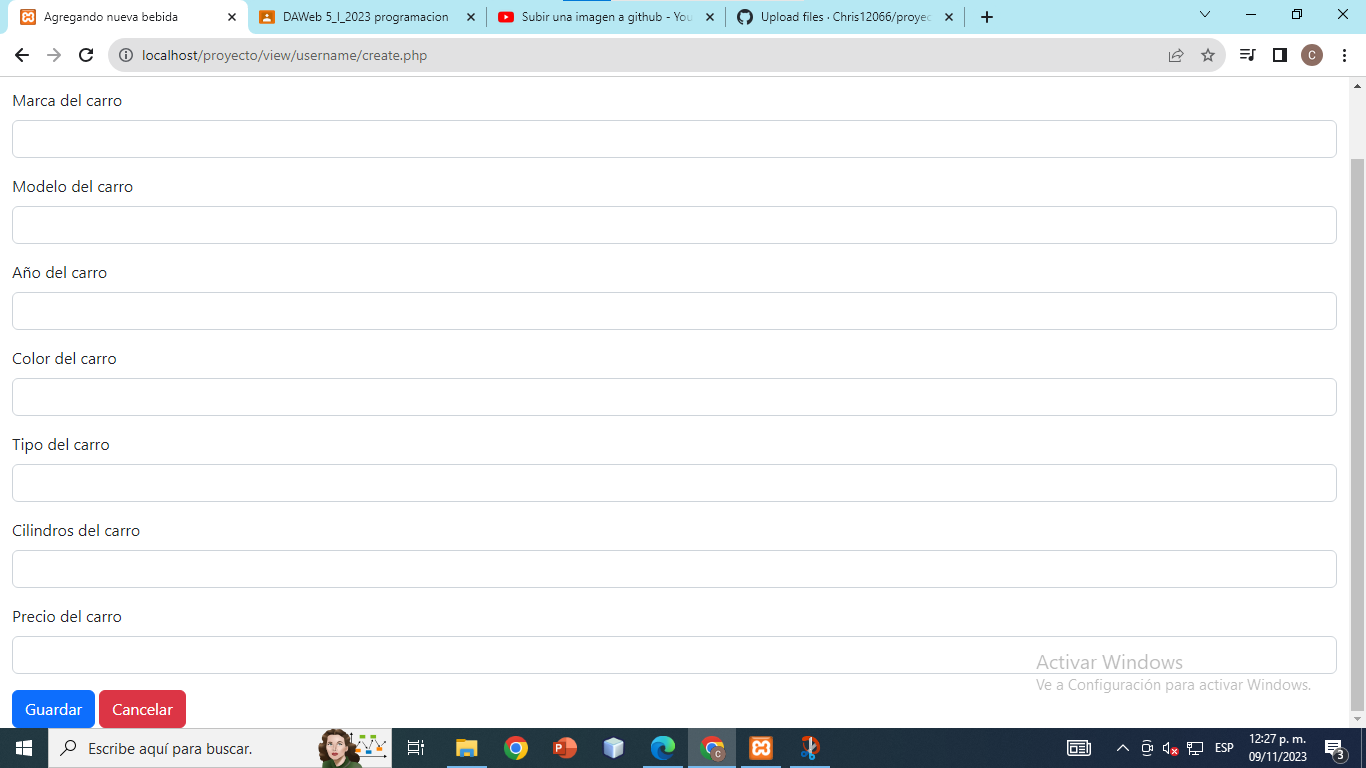 Agregando nueva bebida
DAWeb 5_I_2023 programacion
Subir una imagen a github - You
Upload files · Chris12066/proyec
localhost/proyecto/view/username/create.php
C
Marca del carro
Modelo del carro
Año del carro
Color del carro
Tipo del carro
Cilindros del carro
Precio del carro
Activar Windows
Ve a Configuración para activar Windows.
Guardar Cancelar
Escribe aquí para buscar.
ESP
12:27 p. m.
09/11/2023
3